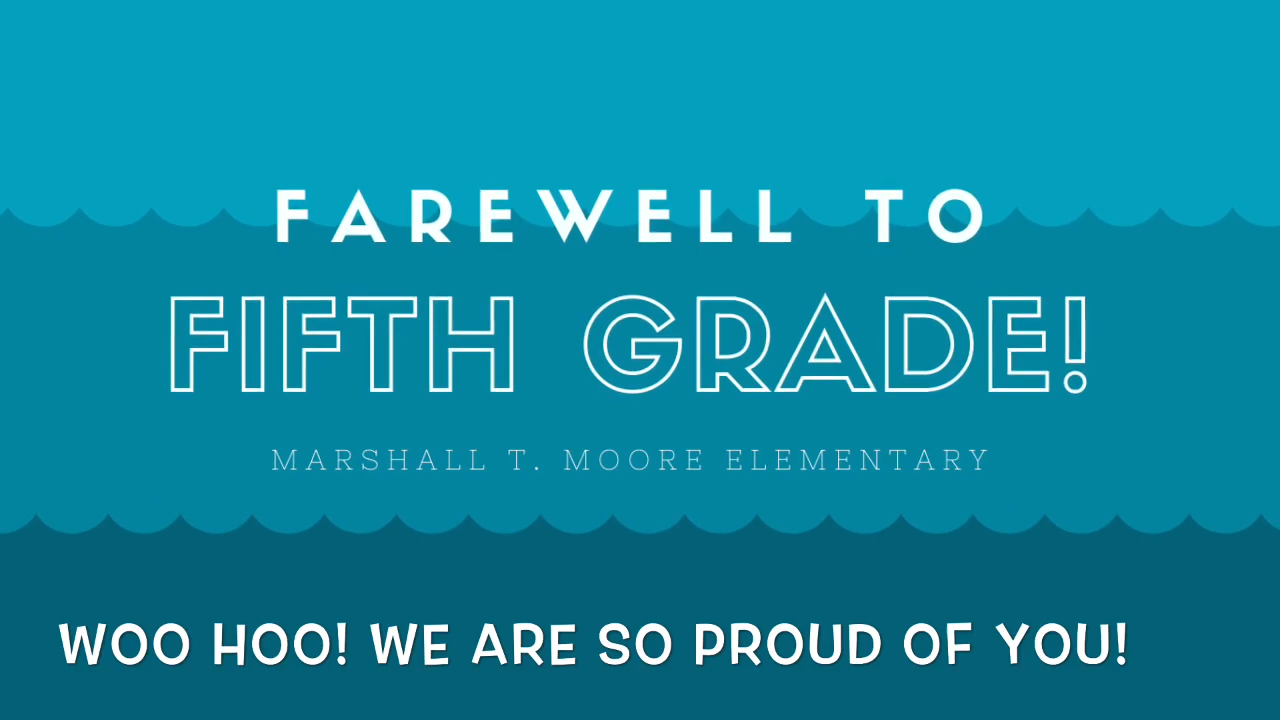 FAREWELL TO
FIFTH GRADE!
MARSHALL T. MOORE ELEMENTARY
WOO HOO! WE ARE SO PROUD OF YOU!